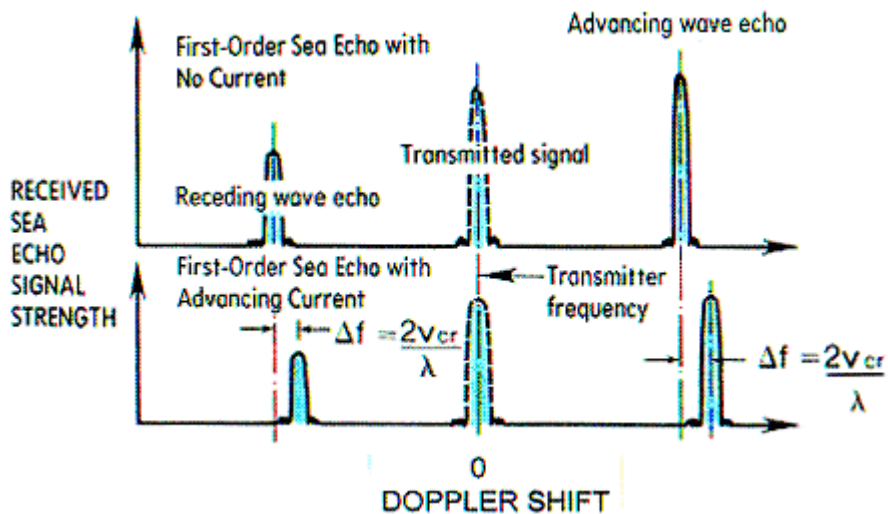 Advancing wave echo
First-Order Sea Echo with
No Current
Transmitted signal
Receding wave echo
RECEIVED
SEA
ECHO
SIGNAL
STRENGTH
First-Order Sea Echo with
Advancing Current
Transmitter
frequency
Δf = 2vcr
λ
Δf = 2vcr
λ
0
DOPPLER SHIFT